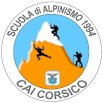 SCUOLA di ALPINISMO 1994
CAI CORSICO